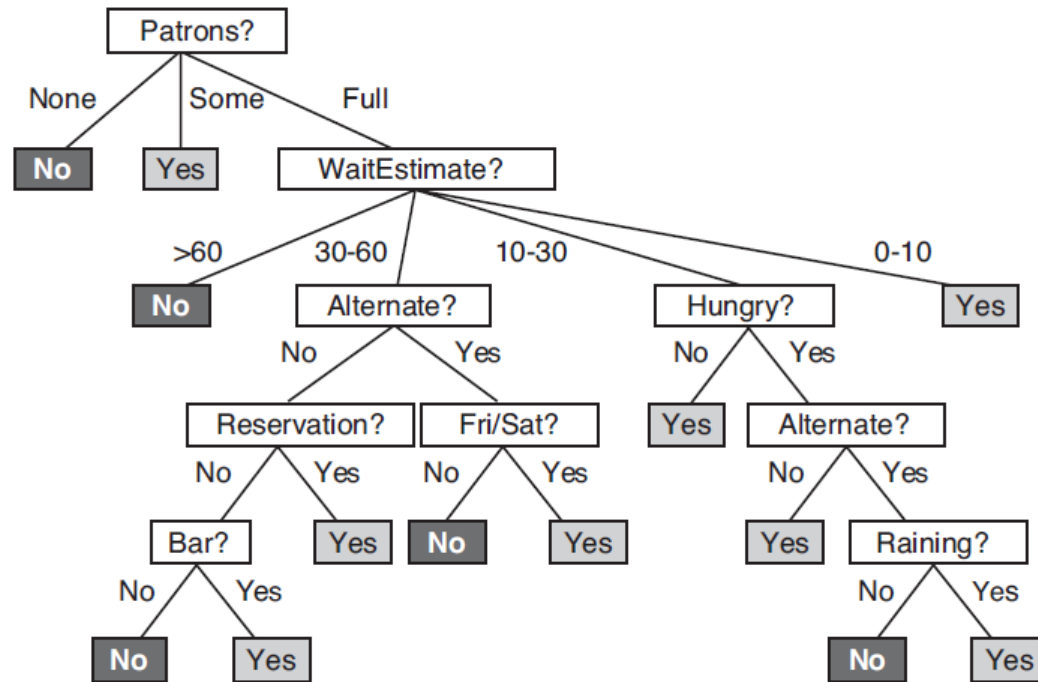 Patrons?
None Some Full
No Yes WaitEstimate?
>60 30-60 10-30 0-10
No Alternate? Hungry? Yes
No Yes No Yes
Reservation? Fri/Sat? Yes Alternate?
No Yes No Yes No Yes
Bar? Yes No Yes Yes Raining?
No Yes No Yes
No Yes No Yes